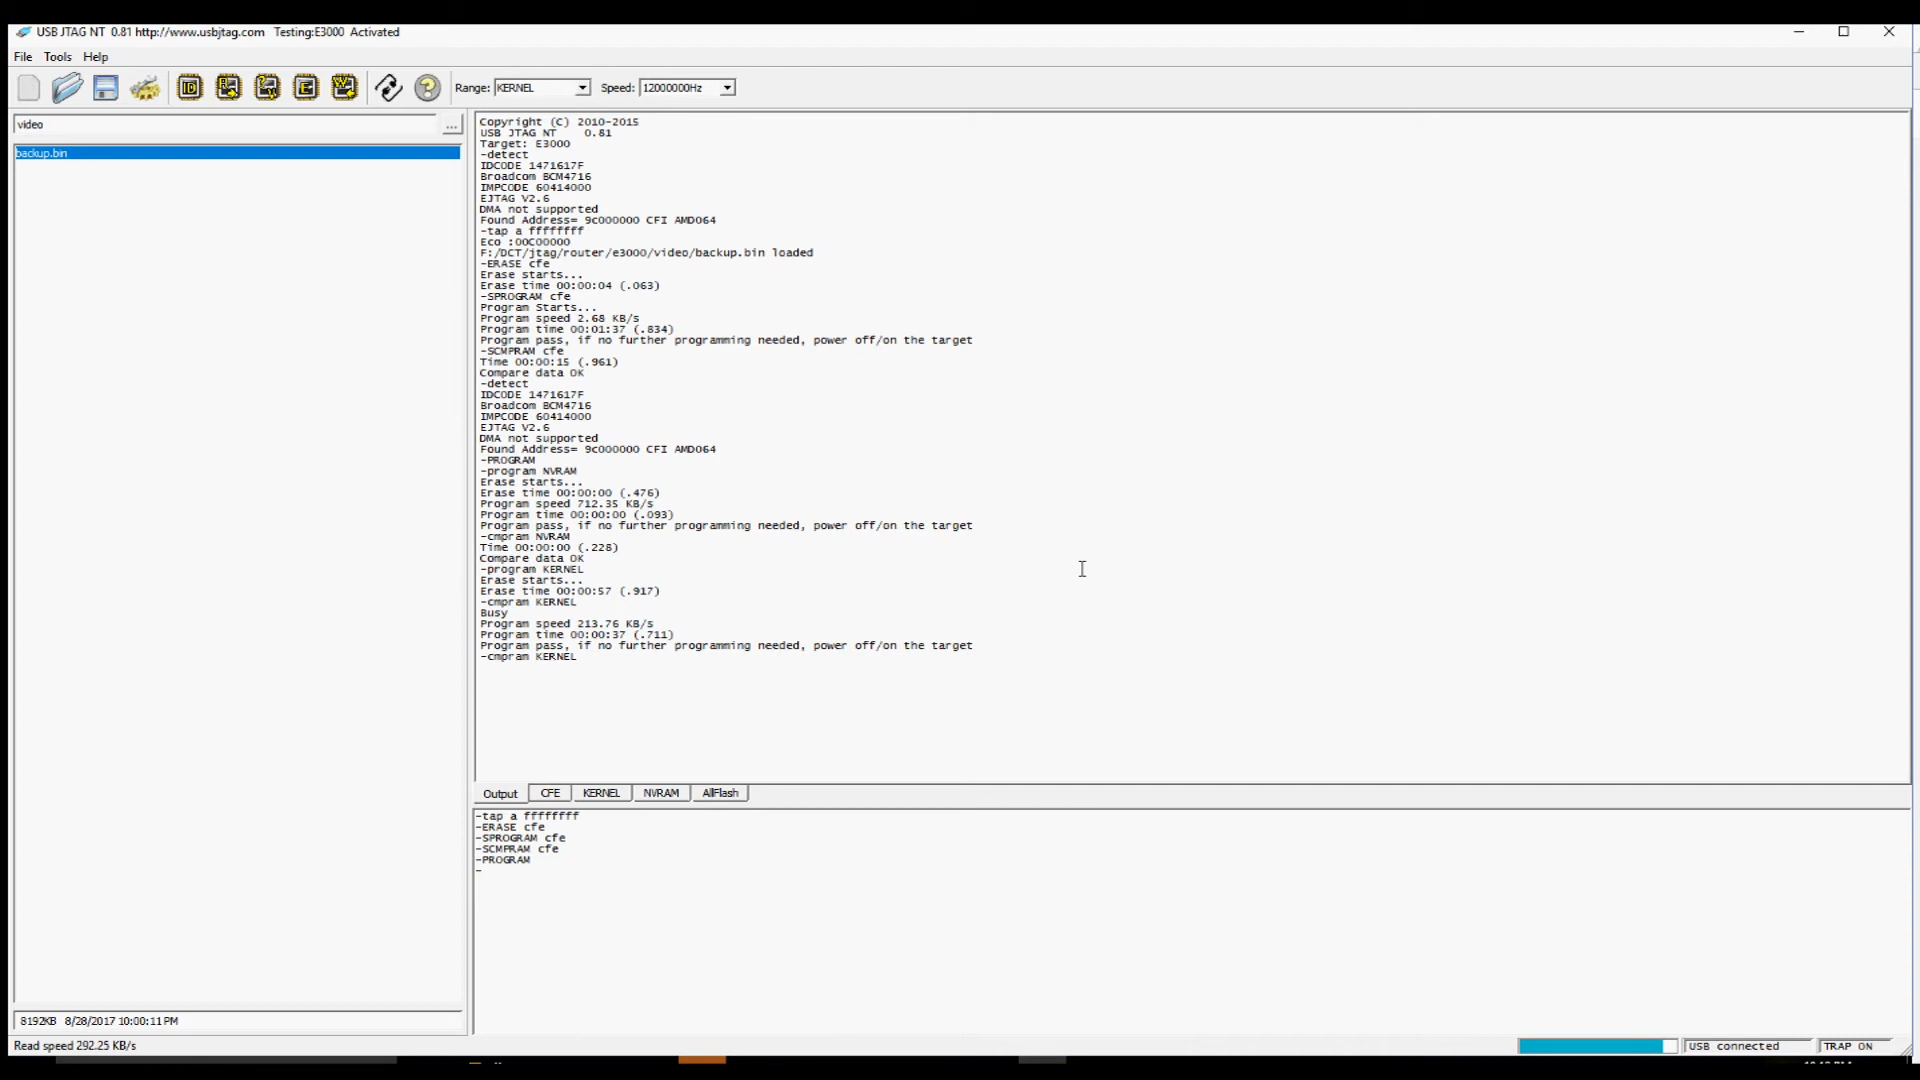 USB JTAG NT 0.81 http://www.usbjtag.com Testing:E3000 Activated
File Tools Help
ID R ? E W Range: KERNEL Speed: 12000000Hz
video ...
backup.bin
Copyright (C) 2010-2015
USB JTAG NT 0.81
Target: E3000
-detect
IDCODE 1471617F
Broadcom BCM4716
IMPCODE 60414000
EJTAG V2.6
DMA not supported
Found Address= 9c000000 CFI AMD064
-tap a ffffffff
Eco :00C00000
F:/DCT/jtag/router/e3000/video/backup.bin loaded
-ERASE cfe
Erase starts...
Erase time 00:00:04 (.063)
-SPROGRAM cfe
Program Starts...
Program speed 2.68 KB/s
Program time 00:01:37 (.834)
Program pass, if no further programming needed, power off/on the target
-SCMPRAM cfe
Time 00:00:15 (.961)
Compare data OK
-detect
IDCODE 1471617F
Broadcom BCM4716
IMPCODE 60414000
EJTAG V2.6
DMA not supported
Found Address= 9c000000 CFI AMD064
-PROGRAM
-program NVRAM
Erase starts...
Erase time 00:00:00 (.476)
Program speed 712.35 KB/s
Program time 00:00:00 (.093)
Program pass, if no further programming needed, power off/on the target
-cmpram NVRAM
Time 00:00:00 (.228)
Compare data OK
-program KERNEL
Erase starts...
Erase time 00:00:57 (.917)
-cmpram KERNEL
Busy
Program speed 213.76 KB/s
Program time 00:00:37 (.711)
Program pass, if no further programming needed, power off/on the target
-cmpram KERNEL
Output CFE KERNEL NVRAM AllFlash
-tap a ffffffff
-ERASE cfe
-SPROGRAM cfe
-SCMPRAM cfe
-PROGRAM
-
8192KB 8/28/2017 10:00:11 PM
Read speed 292.25 KB/s USB connected TRAP ON